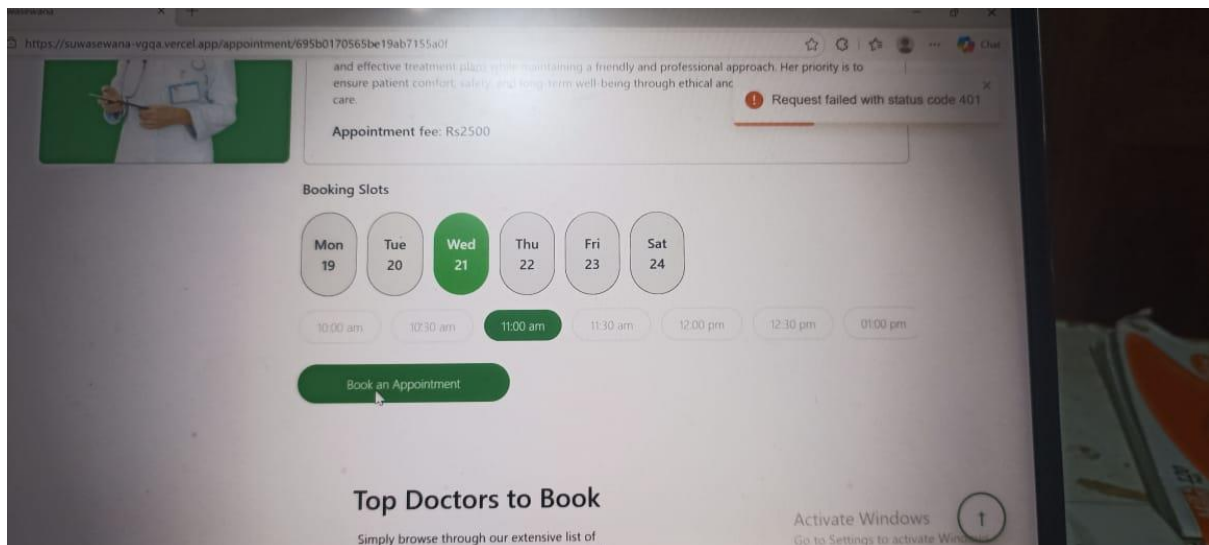 https://suwasewana-vgqa.vercel.app/appointment/695b0170565be19ab7155a0f
Chat
and effective treatment plans while maintaining a friendly and professional approach. Her priority is to
ensure patient comfort, safety, and long-term well-being through ethical and
care.
Request failed with status code 401
Appointment fee: Rs2500
Booking Slots
Mon Tue Wed Thu Fri Sat
19 20 21 22 23 24
10:00 am 10:30 am 11:00 am 11:30 am 12:00 pm 12:30 pm 01:00 pm
Book an Appointment
Top Doctors to Book
Simply browse through our extensive list of
Activate Windows
Go to Settings to activate Windows.